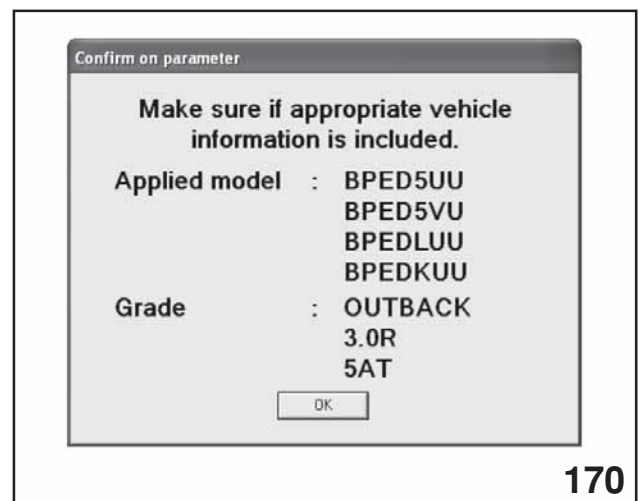 Confirm on parameter
Make sure if appropriate vehicle
information is included.
Applied model : BPED5UU
BPED5VU
BPEDLUU
BPEDKUU
Grade : OUTBACK
3.0R
5AT
OK
170